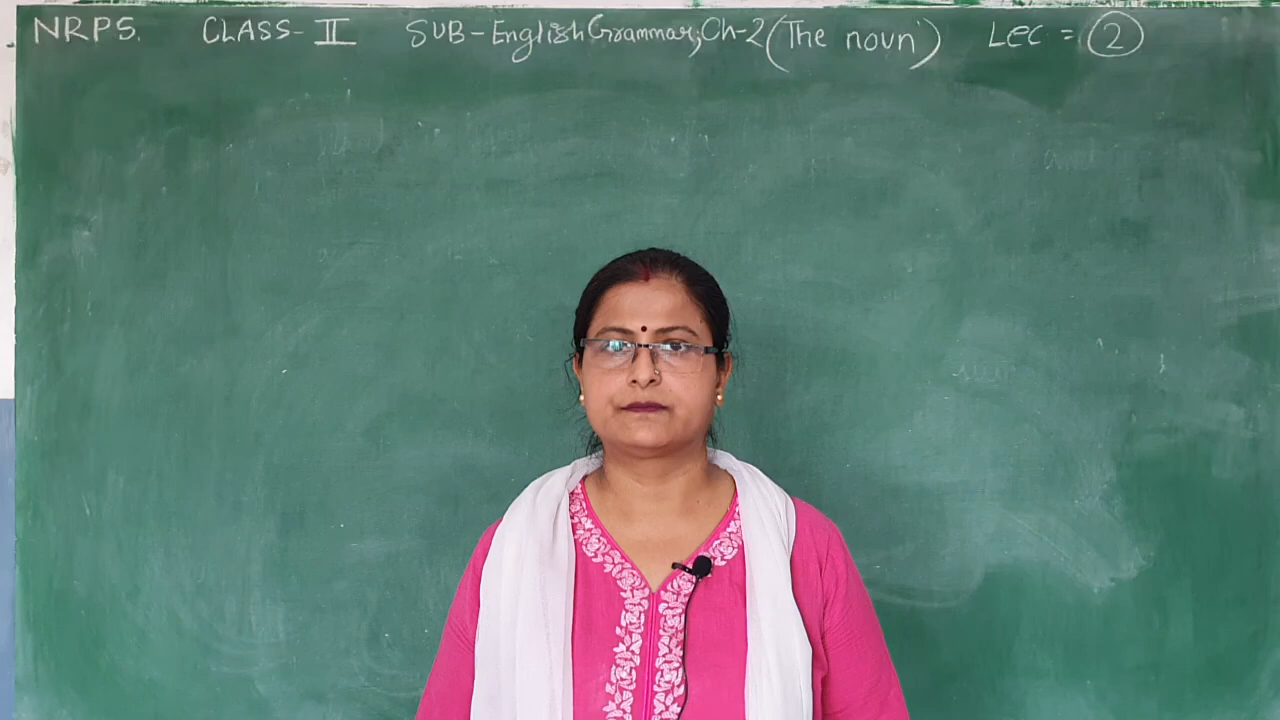 NRPS. CLASS-II SUB-English Grammar, Ch-2 (The noun) Lec = 2